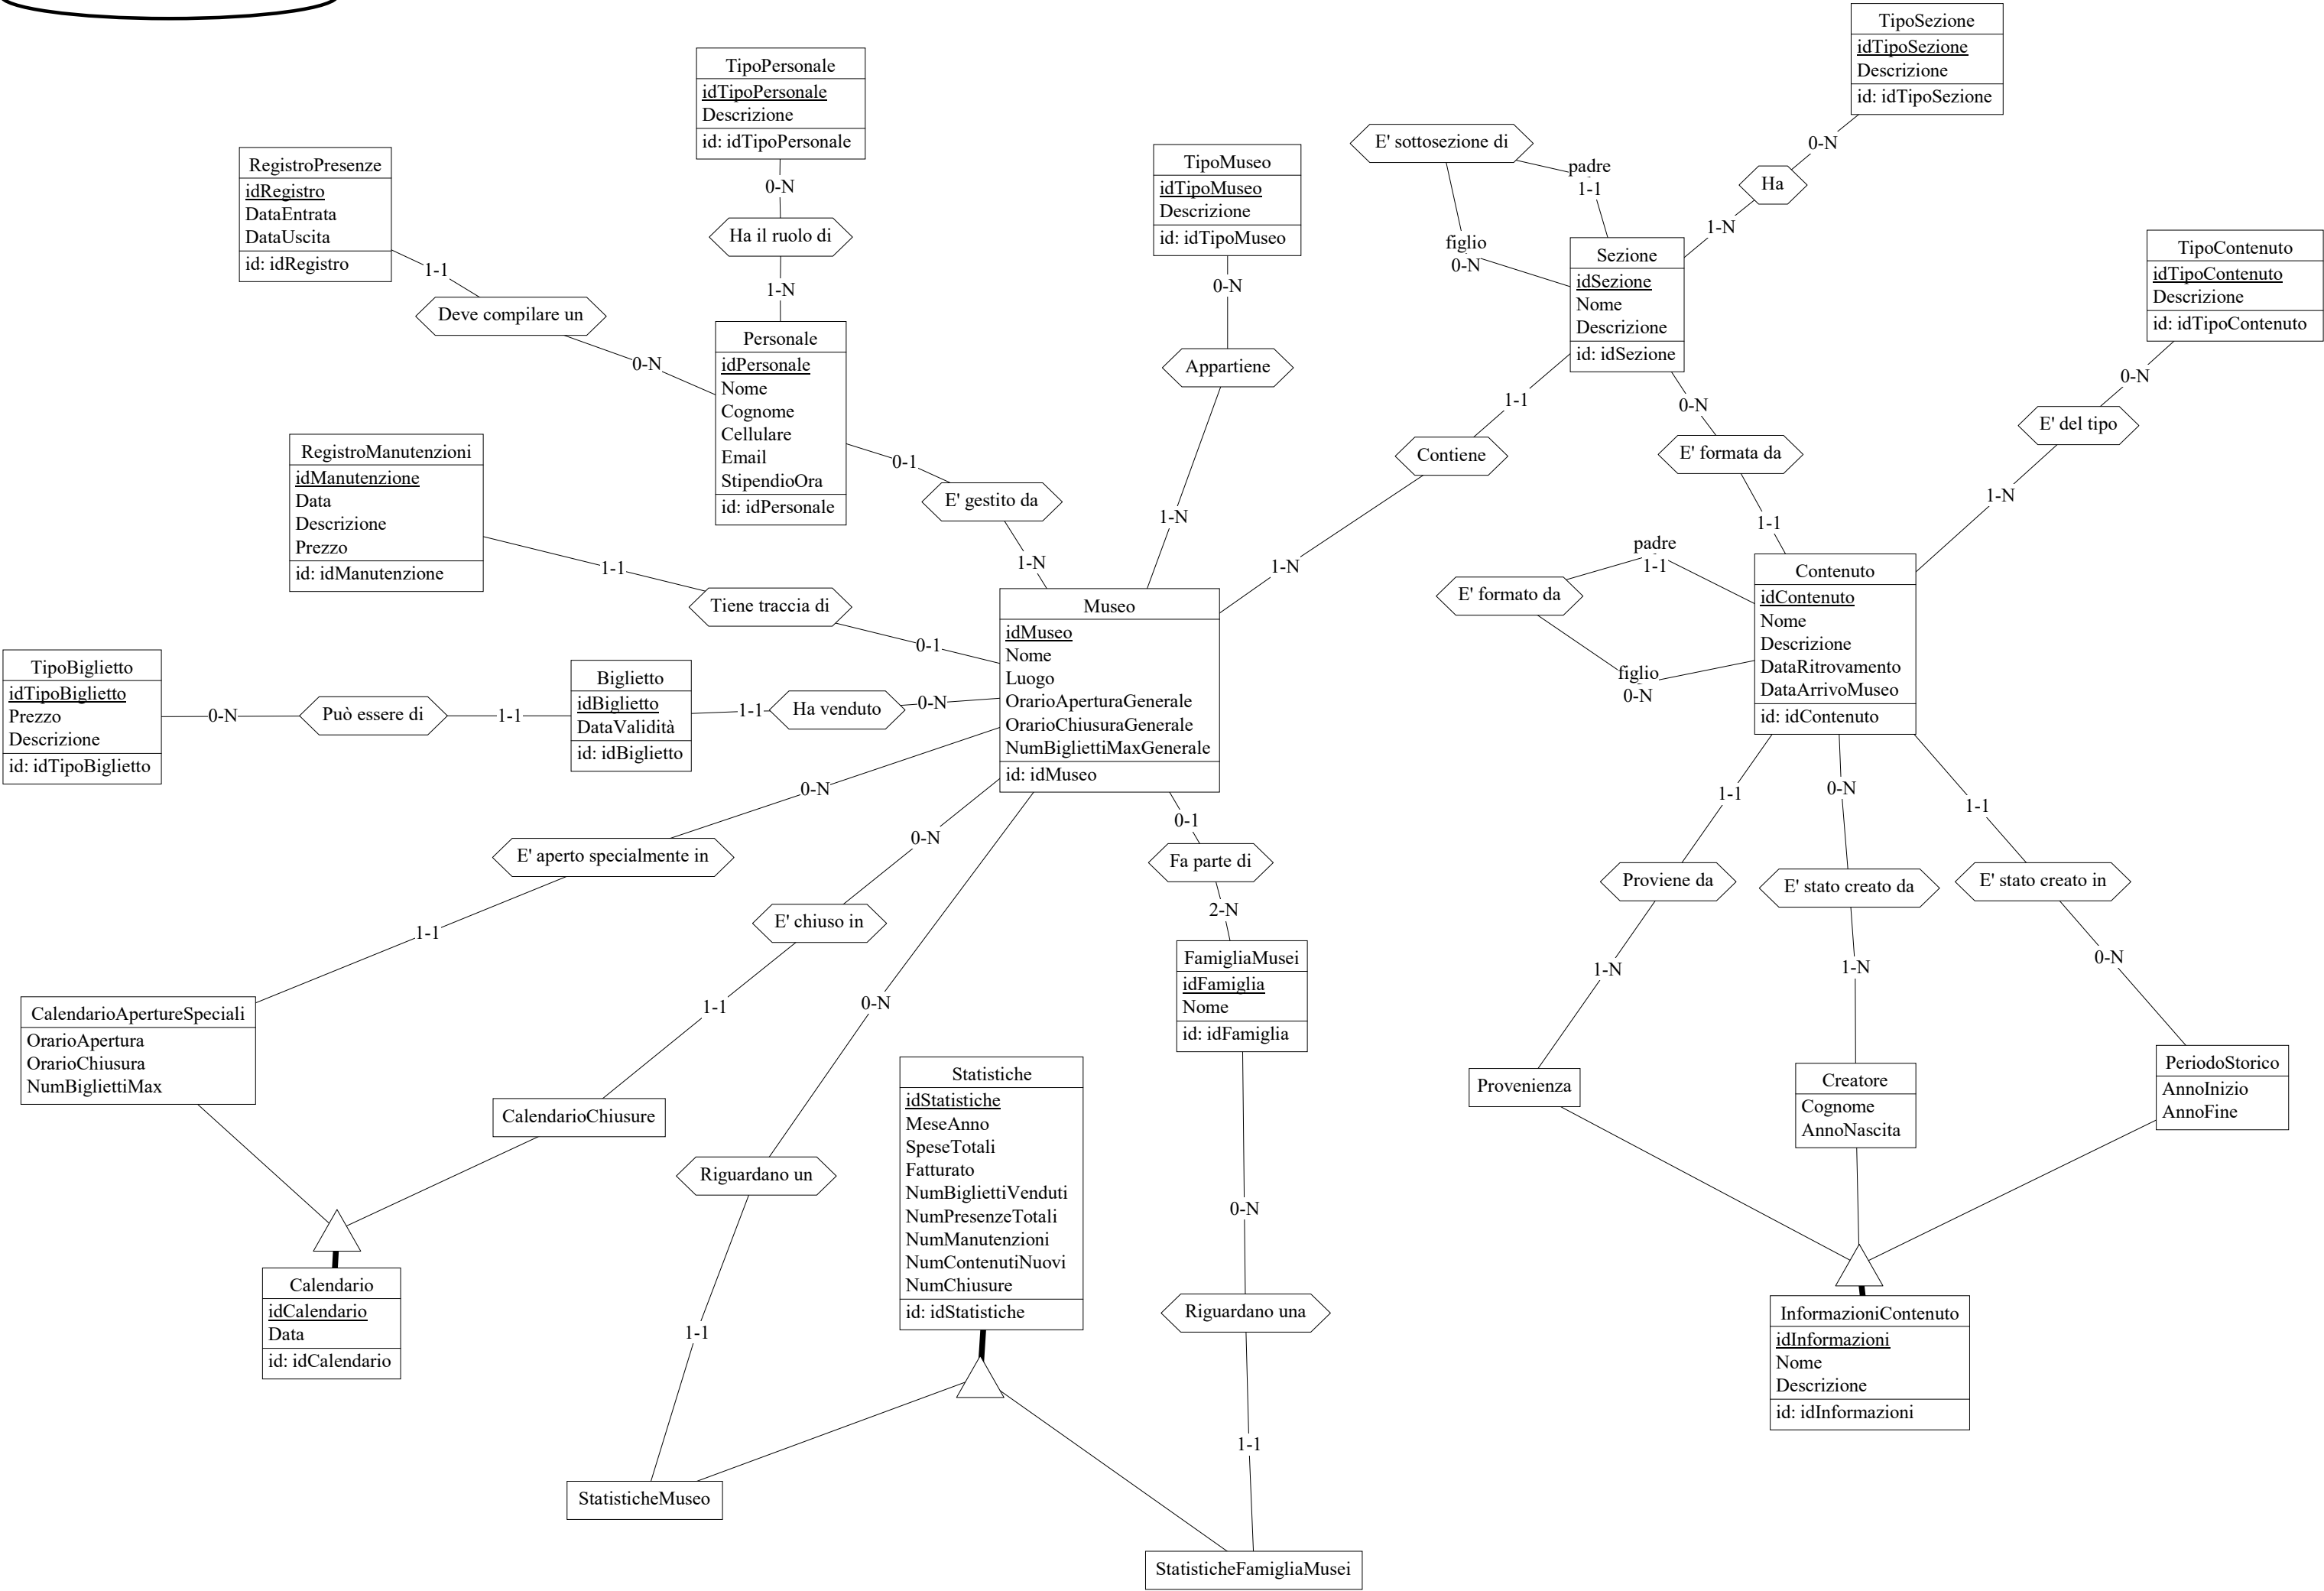 TipoSezione
idTipoSezione
Descrizione
id: idTipoSezione
TipoPersonale
idTipoPersonale
Descrizione
id: idTipoPersonale
0-N
Ha il ruolo di
1-N
RegistroPresenze
idRegistro
DataEntrata
DataUscita
id: idRegistro
1-1
Deve compilare un
0-N
Personale
idPersonale
Nome
Cognome
Cellulare
Email
StipendioOra
id: idPersonale
0-1
E' gestito da
1-N
TipoMuseo
idTipoMuseo
Descrizione
id: idTipoMuseo
0-N
Appartiene
1-N
E' sottosezione di
padre
1-1
figlio
0-N
0-N
Ha
1-N
Sezione
idSezione
Nome
Descrizione
id: idSezione
1-1
Contiene
1-N
0-N
E' formata da
1-1
TipoContenuto
idTipoContenuto
Descrizione
id: idTipoContenuto
0-N
E' del tipo
1-N
RegistroManutenzioni
idManutenzione
Data
Descrizione
Prezzo
id: idManutenzione
1-1
Tiene traccia di
0-1
padre
1-1
E' formato da
figlio
0-N
Contenuto
idContenuto
Nome
Descrizione
DataRitrovamento
DataArrivoMuseo
id: idContenuto
Museo
idMuseo
Nome
Luogo
OrarioAperturaGenerale
OrarioChiusuraGenerale
NumBigliettiMaxGenerale
id: idMuseo
TipoBiglietto
idTipoBiglietto
Prezzo
Descrizione
id: idTipoBiglietto
0-N
Può essere di
1-1
Biglietto
idBiglietto
DataValidità
id: idBiglietto
1-1
Ha venduto
0-N
0-N
E' aperto specialmente in
1-1
0-N
E' chiuso in
1-1
0-N
Riguardano un
1-1
0-1
Fa parte di
2-N
FamigliaMusei
idFamiglia
Nome
id: idFamiglia
0-N
Riguardano una
1-1
1-1
Proviene da
1-N
0-N
E' stato creato da
1-N
1-1
E' stato creato in
0-N
CalendarioApertureSpeciali
OrarioApertura
OrarioChiusura
NumBigliettiMax
CalendarioChiusure
Statistiche
idStatistiche
MeseAnno
SpeseTotali
Fatturato
NumBigliettiVenduti
NumPresenzeTotali
NumManutenzioni
NumContenutiNuovi
NumChiusure
id: idStatistiche
Provenienza
Creatore
Cognome
AnnoNascita
PeriodoStorico
AnnoInizio
AnnoFine
Calendario
idCalendario
Data
id: idCalendario
InformazioniContenuto
idInformazioni
Nome
Descrizione
id: idInformazioni
StatisticheMuseo
StatisticheFamigliaMusei